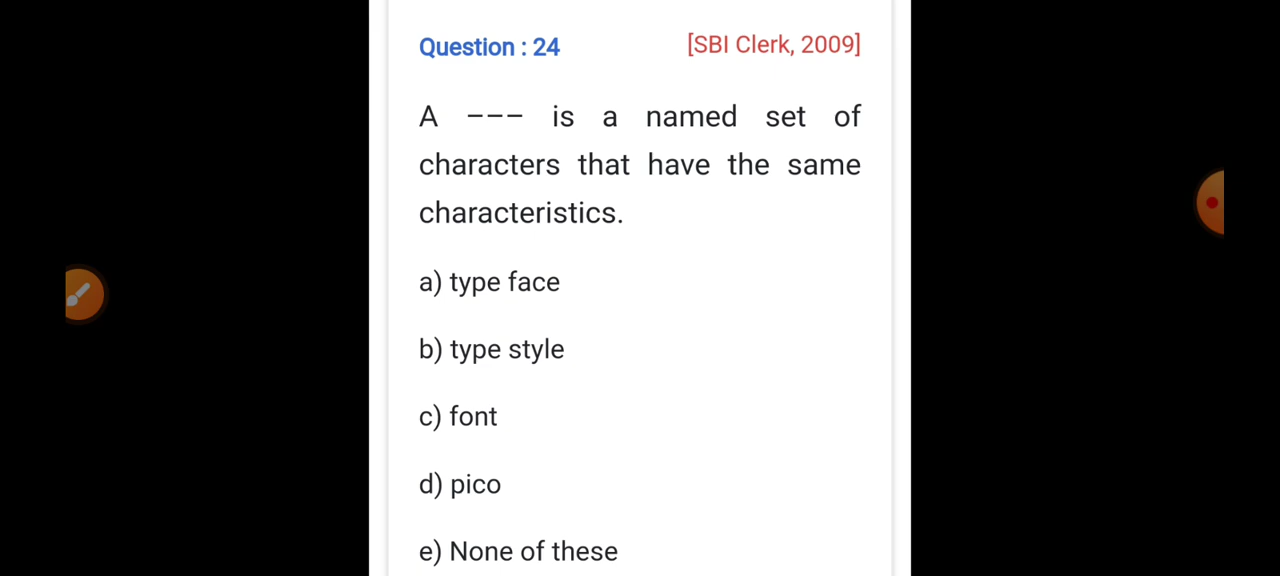 Question : 24 [SBI Clerk, 2009]
A --- is a named set of
characters that have the same
characteristics.
a) type face
b) type style
c) font
d) pico
e) None of these